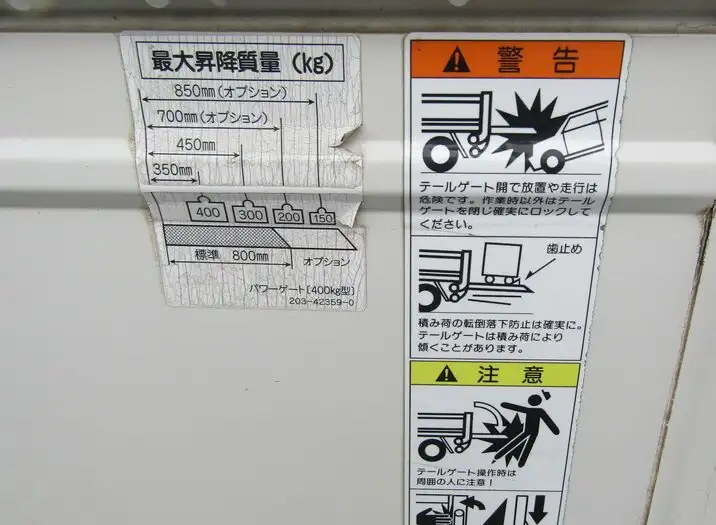 最大昇降質量（kg）
850mm（オプション）
700mm（オプション）
450mm
350mm
400 300 200 150
標準 800mm オプション
パワーゲート〔400kg型〕
203-42359-0
警告
テールゲート開で放置や走行は
危険です。作業時以外はテール
ゲートを閉じ確実にロックして
ください。
歯止め
積み荷の転倒落下防止は確実に。
テールゲートは積み荷により
傾くことがあります。
注意
テールゲート操作時は
周囲の人に注意！